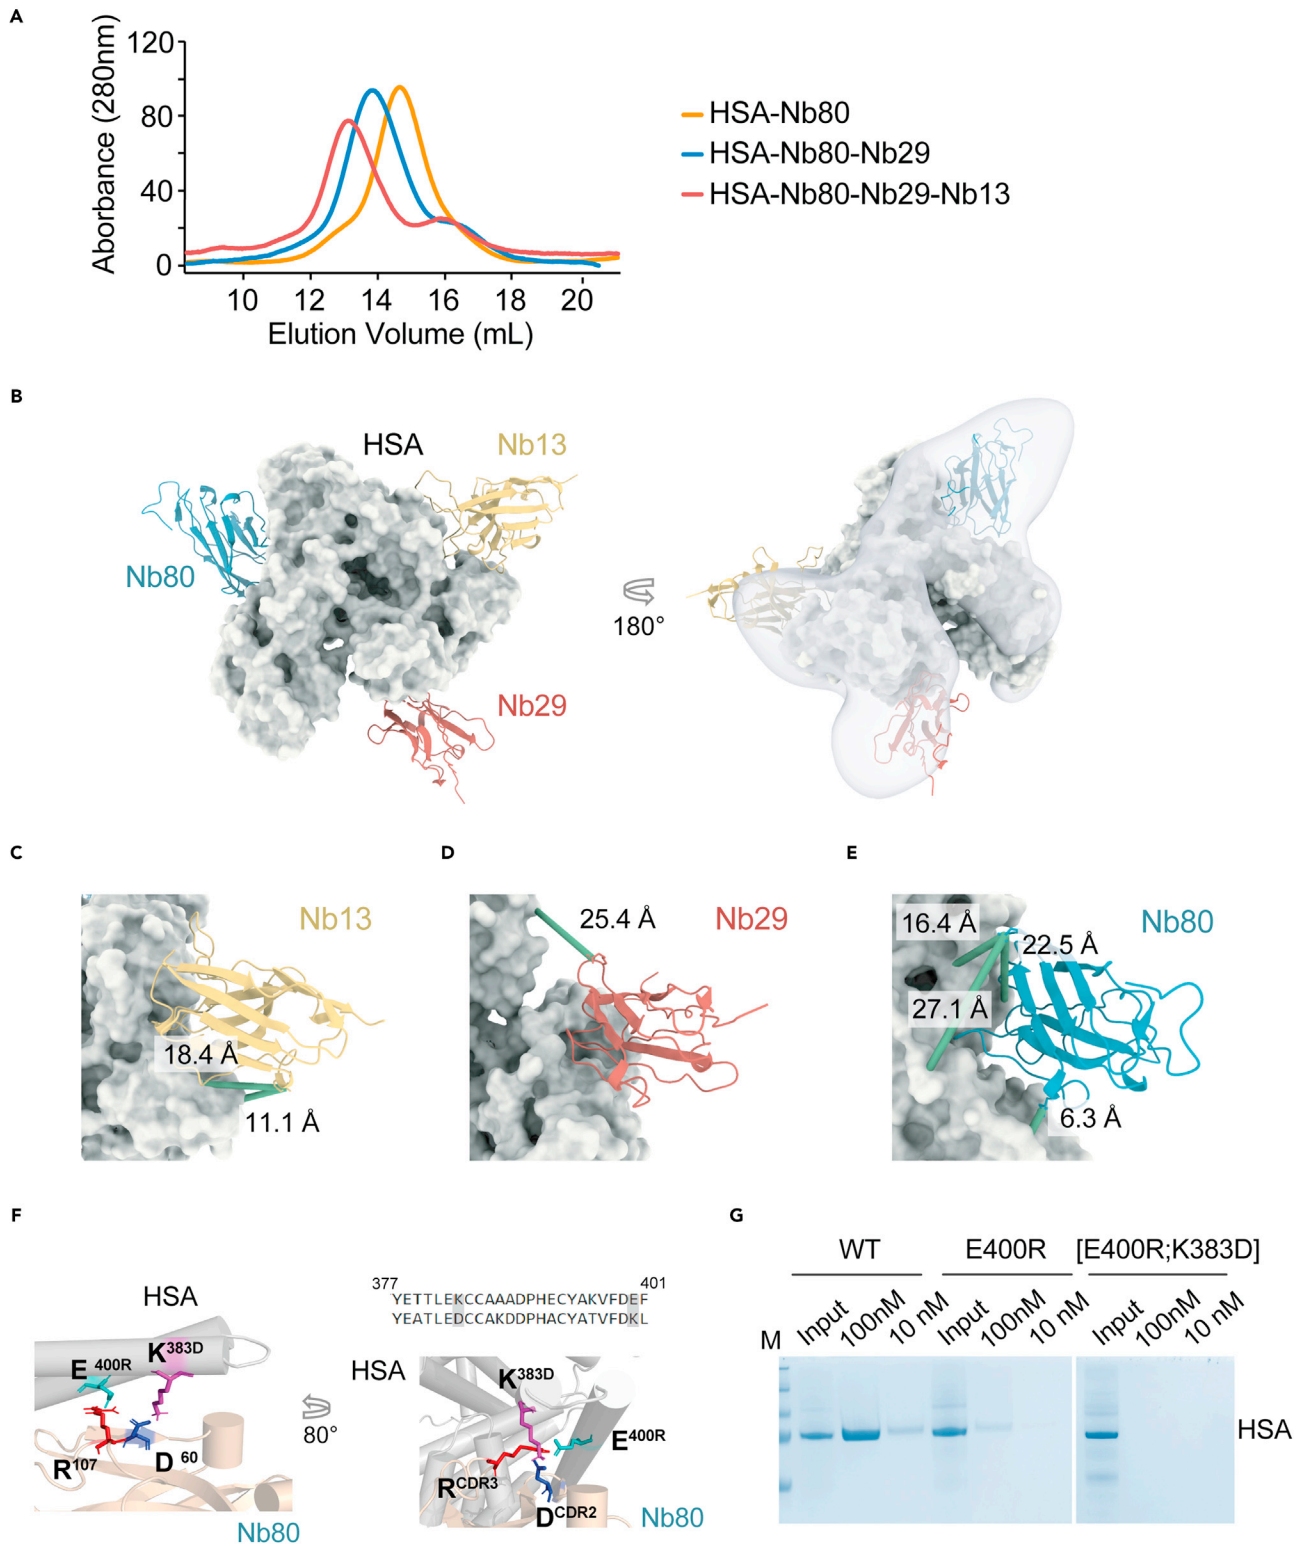 A
Aborbance (280nm)
120
80
40
0
10 12 14 16 18 20
Elution Volume (mL)
HSA-Nb80
HSA-Nb80-Nb29
HSA-Nb80-Nb29-Nb13
B
HSA
Nb13
Nb80
Nb29
180°
C
Nb13
18.4 Å
11.1 Å
D
25.4 Å
Nb29
E
16.4 Å
22.5 Å
Nb80
27.1 Å
6.3 Å
F
HSA
E400R
K383D
R107
D 60
Nb80
80°
377 401
YETTLEKCCAAADPHECYAKVFDEF
YEATLEDCCAKDDPHACYATVFDKL
HSA
K383D
E400R
RCDR3
DCDR2
Nb80
G
WT E400R [E400R;K383D]
M Input 100nM 10 nM Input 100nM 10 nM Input 100nM 10 nM
HSA